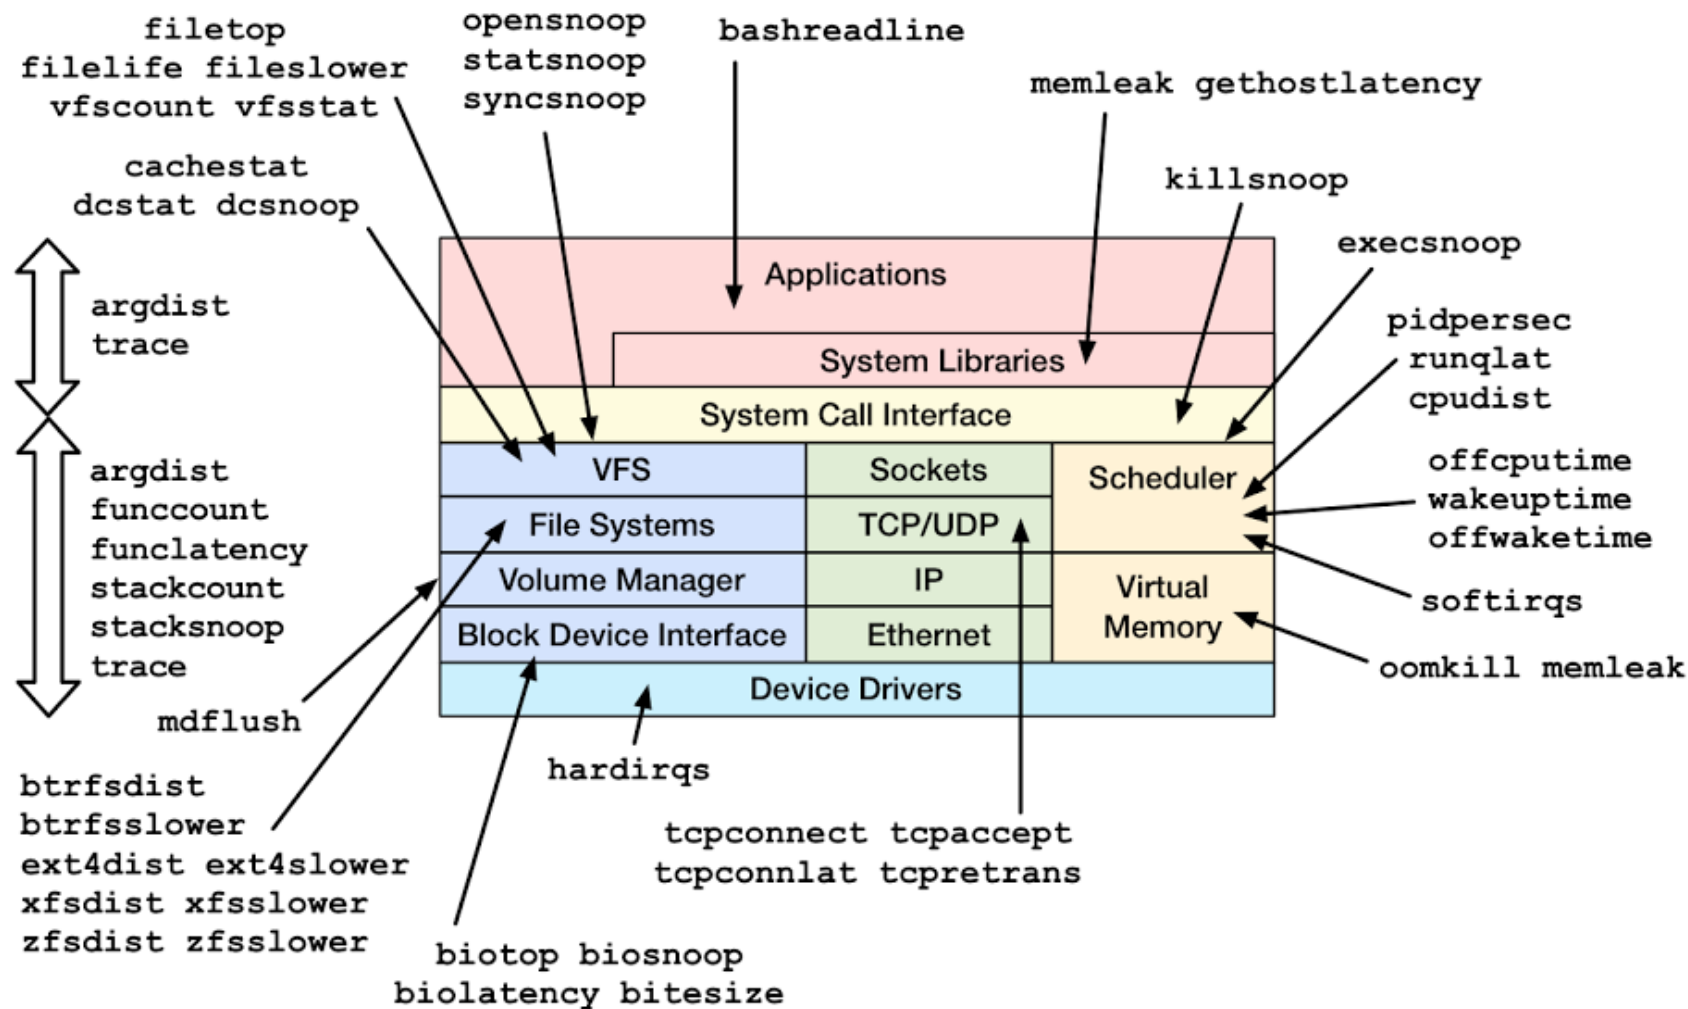 filetop
filelife fileslower
vfscount vfsstat
opensnoop
statsnoop
syncsnoop
bashreadline
memleak gethostlatency
cachestat
dcstat dcsnoop
killsnoop
execsnoop
argdist
trace
Applications
System Libraries
System Call Interface
pidpersec
runqlat
cpudist
VFS
Sockets
Scheduler
File Systems
TCP/UDP
Volume Manager
IP
Virtual
Memory
Block Device Interface
Ethernet
Device Drivers
offcputime
wakeuptime
offwaketime
softirqs
oomkill memleak
argdist
funccount
funclatency
stackcount
stacksnoop
trace
mdflush
hardirqs
btrfsdist
btrfsslower
ext4dist ext4slower
xfsdist xfsslower
zfsdist zfsslower
tcpconnect tcpaccept
tcpconnlat tcpretrans
biotop biosnoop
biolatency bitesize